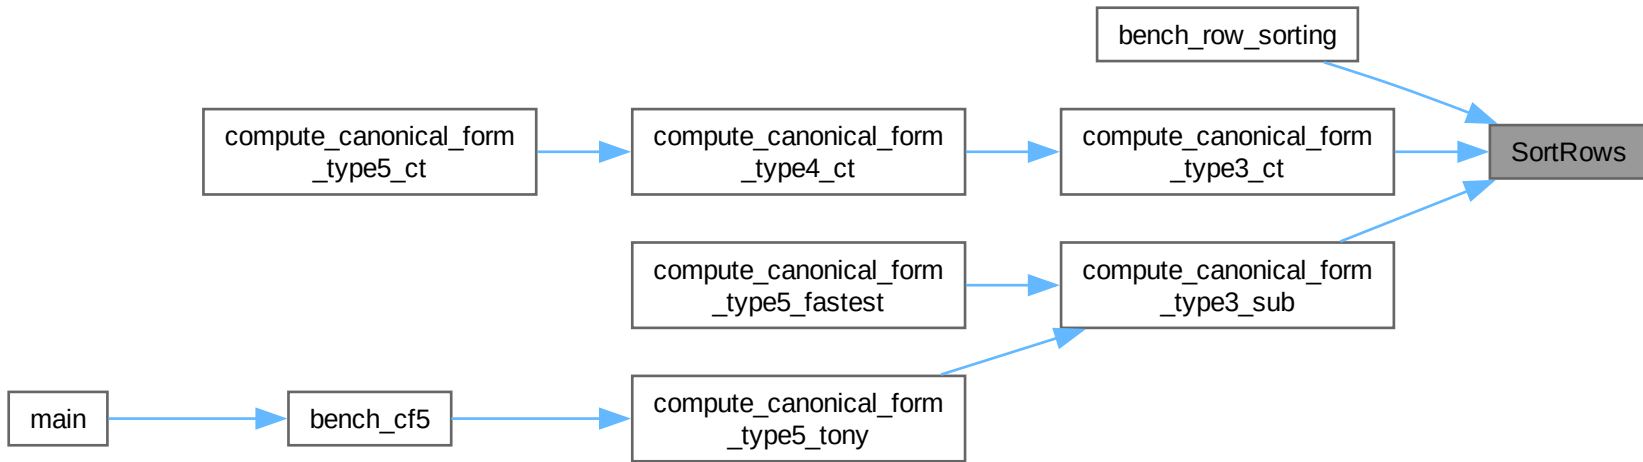 bench_row_sorting
compute_canonical_form
_type5_ct
compute_canonical_form
_type4_ct
compute_canonical_form
_type3_ct
SortRows
compute_canonical_form
_type5_fastest
compute_canonical_form
_type3_sub
main
bench_cf5
compute_canonical_form
_type5_tony